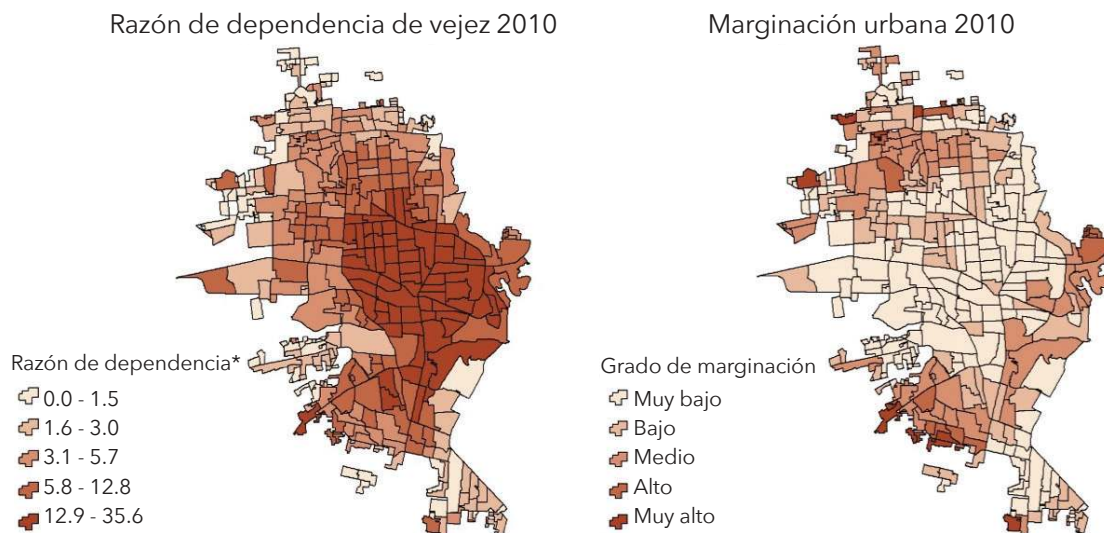 Razón de dependencia de vejez 2010
Razón de dependencia*
0.0 - 1.5
1.6 - 3.0
3.1 - 5.7
5.8 - 12.8
12.9 - 35.6
Marginación urbana 2010
Grado de marginación
Muy bajo
Bajo
Medio
Alto
Muy alto